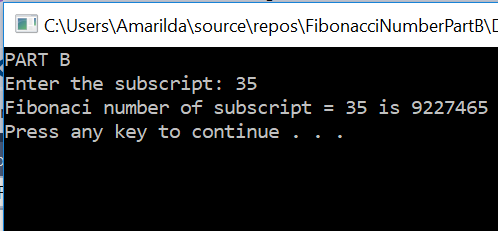 C:\Users\Amarilda\source\repos\FibonacciNumberPartB\D
PART B
Enter the subscript: 35
Fibonaci number of subscript = 35 is 9227465
Press any key to continue . . .